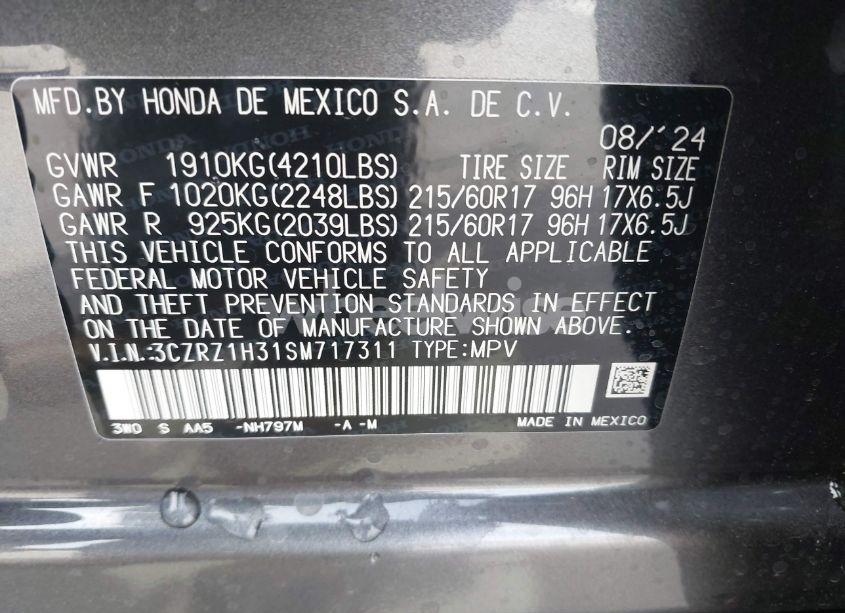 MFD.BY HONDA DE MEXICO S.A. DE C.V.
08/'24
GVWR 1910KG(4210LBS) TIRE SIZE RIM SIZE
GAWR F 1020KG(2248LBS) 215/60R17 96H 17X6.5J
GAWR R 925KG(2039LBS) 215/60R17 96H 17X6.5J
THIS VEHICLE CONFORMS TO ALL APPLICABLE
FEDERAL MOTOR VEHICLE SAFETY
AND THEFT PREVENTION STANDARDS IN EFFECT
ON THE DATE OF MANUFACTURE SHOWN ABOVE.
V.I.N.3CZRZ1H31SM717311 TYPE:MPV
3W0 S AA5 -NH797M -A -M MADE IN MEXICO